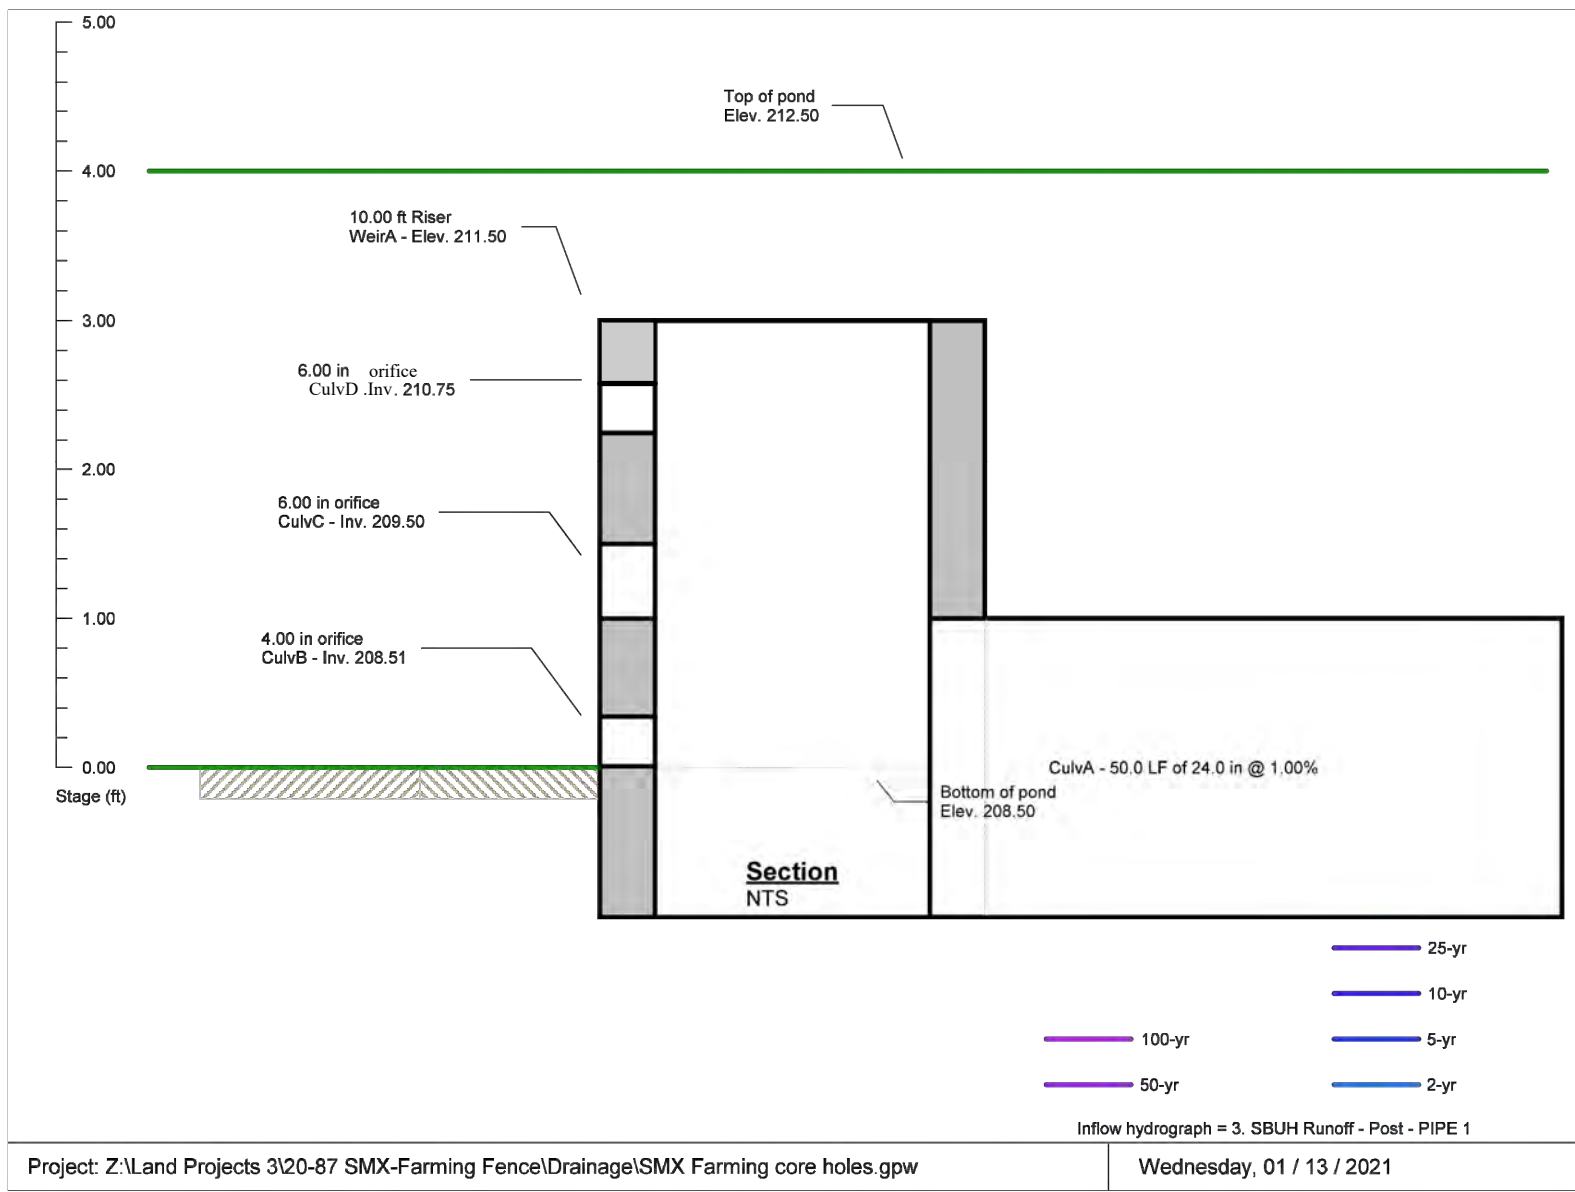 5.00
Top of pond
Elev. 212.50
4.00
10.00 ft Riser
WeirA - Elev. 211.50
3.00
6.00 in orifice
CulvD .Inv. 210.75
2.00
6.00 in orifice
CulvC - Inv. 209.50
1.00
4.00 in orifice
CulvB - Inv. 208.51
0.00
Stage (ft)
CulvA - 50.0 LF of 24.0 in @ 1.00%
Bottom of pond
Elev. 208.50
Section
NTS
25-yr
10-yr
100-yr
5-yr
50-yr
2-yr
Inflow hydrograph = 3. SBUH Runoff - Post - PIPE 1
Project: Z:\Land Projects 3\20-87 SMX-Farming Fence\Drainage\SMX Farming core holes.gpw
Wednesday, 01 / 13 / 2021